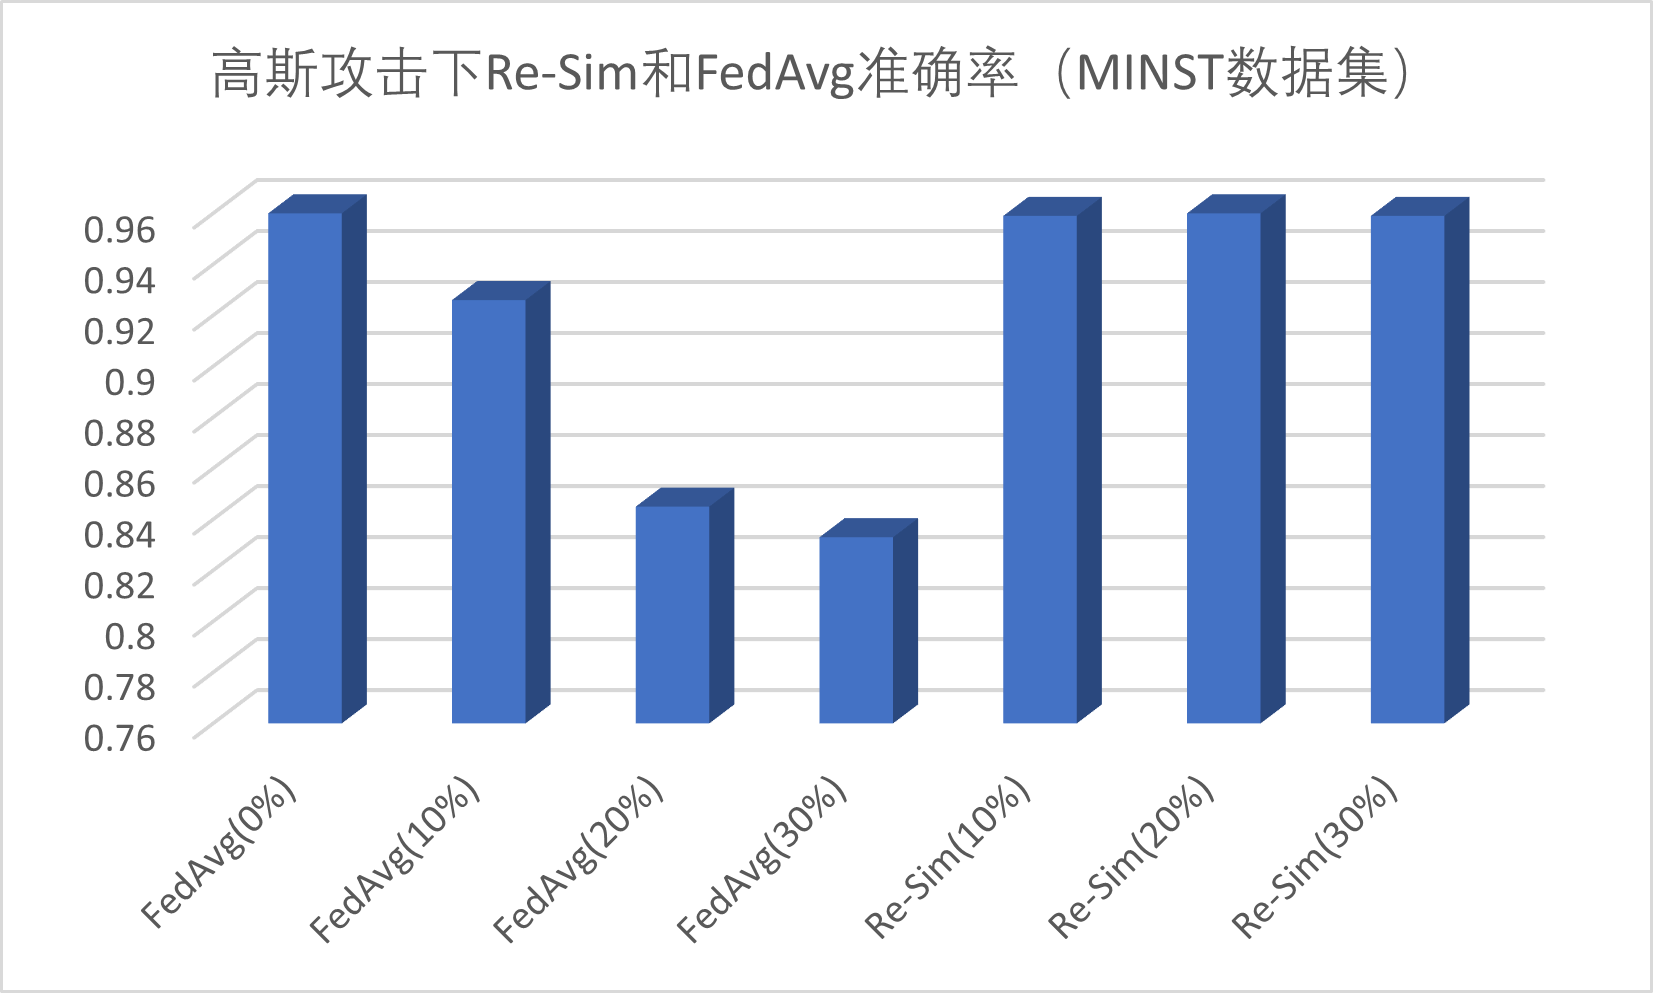 高斯攻击下Re-Sim和FedAvg准确率（MINST数据集）
0.96
0.94
0.92
0.9
0.88
0.86
0.84
0.82
0.8
0.78
0.76
FedAvg(0%)
FedAvg(10%)
FedAvg(20%)
FedAvg(30%)
Re-Sim(10%)
Re-Sim(20%)
Re-Sim(30%)